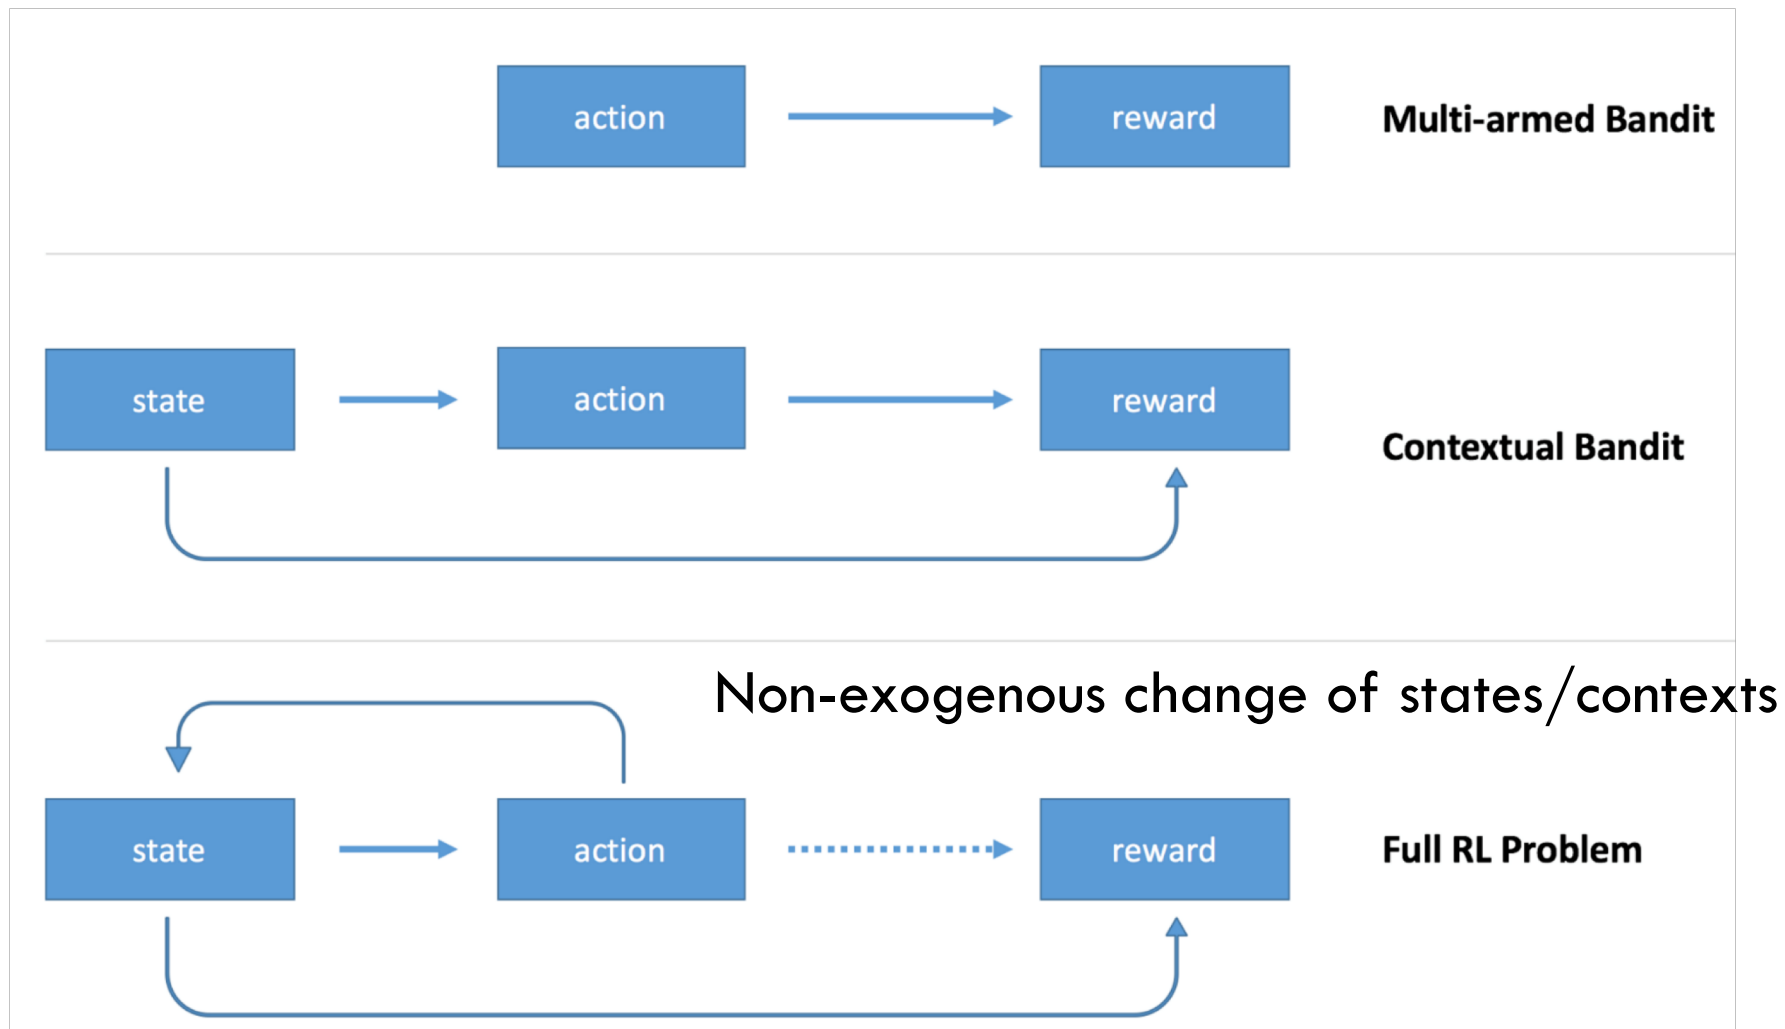 action reward Multi-armed Bandit
state action reward
Contextual Bandit
Non-exogenous change of states/contexts
state action reward Full RL Problem